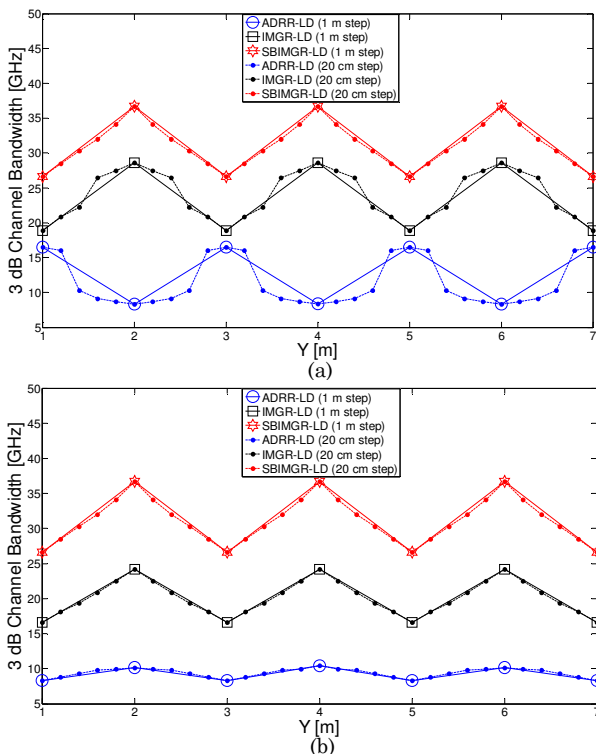 50
45
40
35
30
25
20
15
10
5
3 dB Channel Bandwidth [GHz]
ADRR-LD (1 m step)
IMGR-LD (1 m step)
SBIMGR-LD (1 m step)
ADRR-LD (20 cm step)
IMGR-LD (20 cm step)
SBIMGR-LD (20 cm step)
1 2 3 4 5 6 7
Y [m]
(a)
50
45
40
35
30
25
20
15
10
5
3 dB Channel Bandwidth [GHz]
ADRR-LD (1 m step)
IMGR-LD (1 m step)
SBIMGR-LD (1 m step)
ADRR-LD (20 cm step)
IMGR-LD (20 cm step)
SBIMGR-LD (20 cm step)
1 2 3 4 5 6 7
Y [m]
(b)